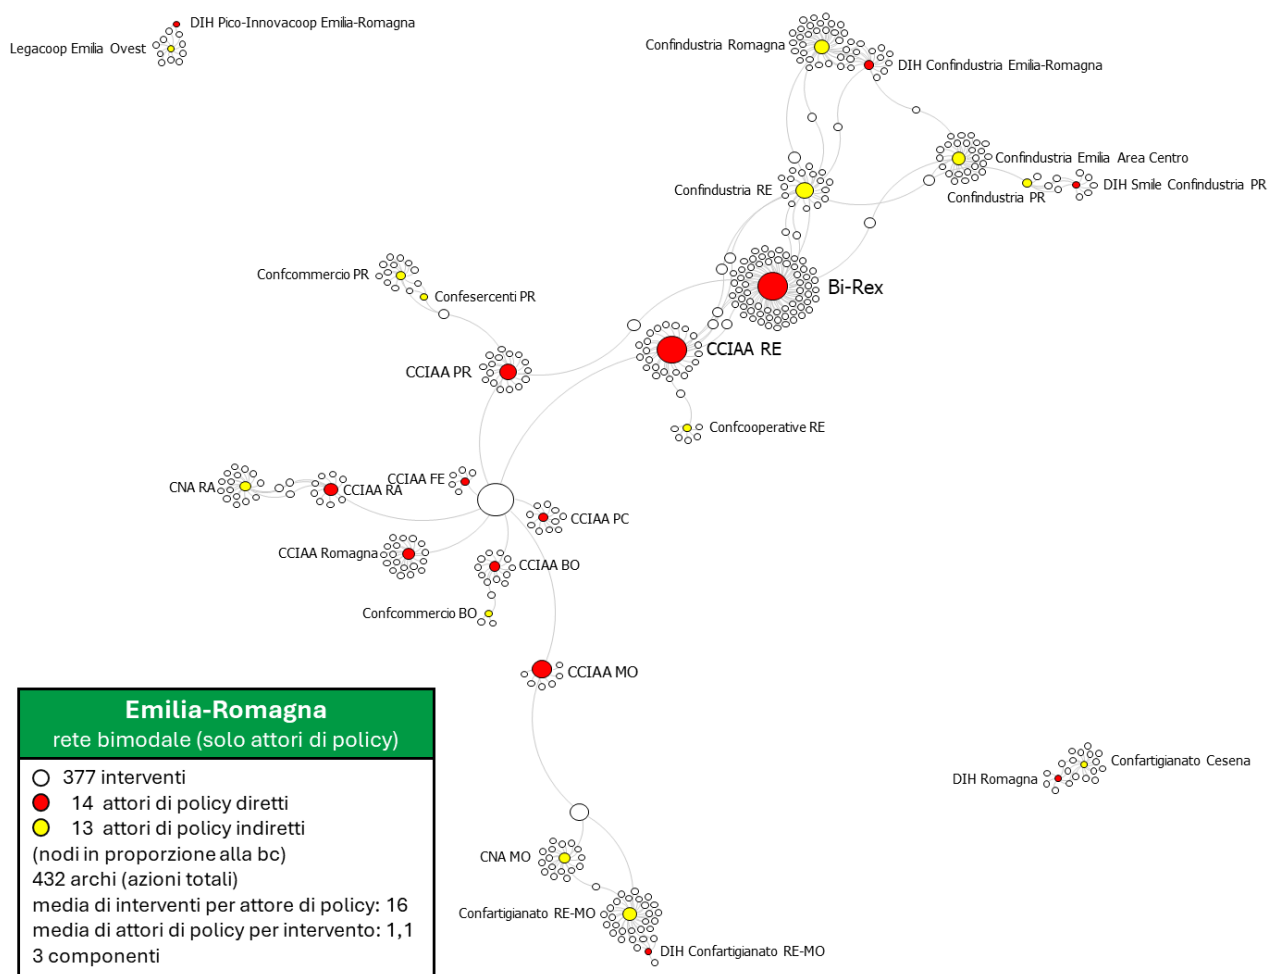 DIH Pico-Innovacoop Emilia-Romagna
Legacoop Emilia Ovest
Confindustria Romagna
DIH Confindustria Emilia-Romagna
Confindustria Emilia Area Centro
DIH Smile Confindustria PR
Confindustria RE
Confindustria PR
Confcommercio PR
Bi-Rex
Confesercenti PR
CCIAA RE
CCIAA PR
Confcooperative RE
CCIAA FE
CNA RA
CCIAA RA
CCIAA PC
CCIAA Romagna
CCIAA BO
Confcommercio BO
CCIAA MO
Confartigianato Cesena
DIH Romagna
CNA MO
Confartigianato RE-MO
DIH Confartigianato RE-MO
Emilia-Romagna
rete bimodale (solo attori di policy)
377 interventi
14 attori di policy diretti
13 attori di policy indiretti
(nodi in proporzione alla bc)
432 archi (azioni totali)
media di interventi per attore di policy: 16
media di attori di policy per intervento: 1,1
3 componenti